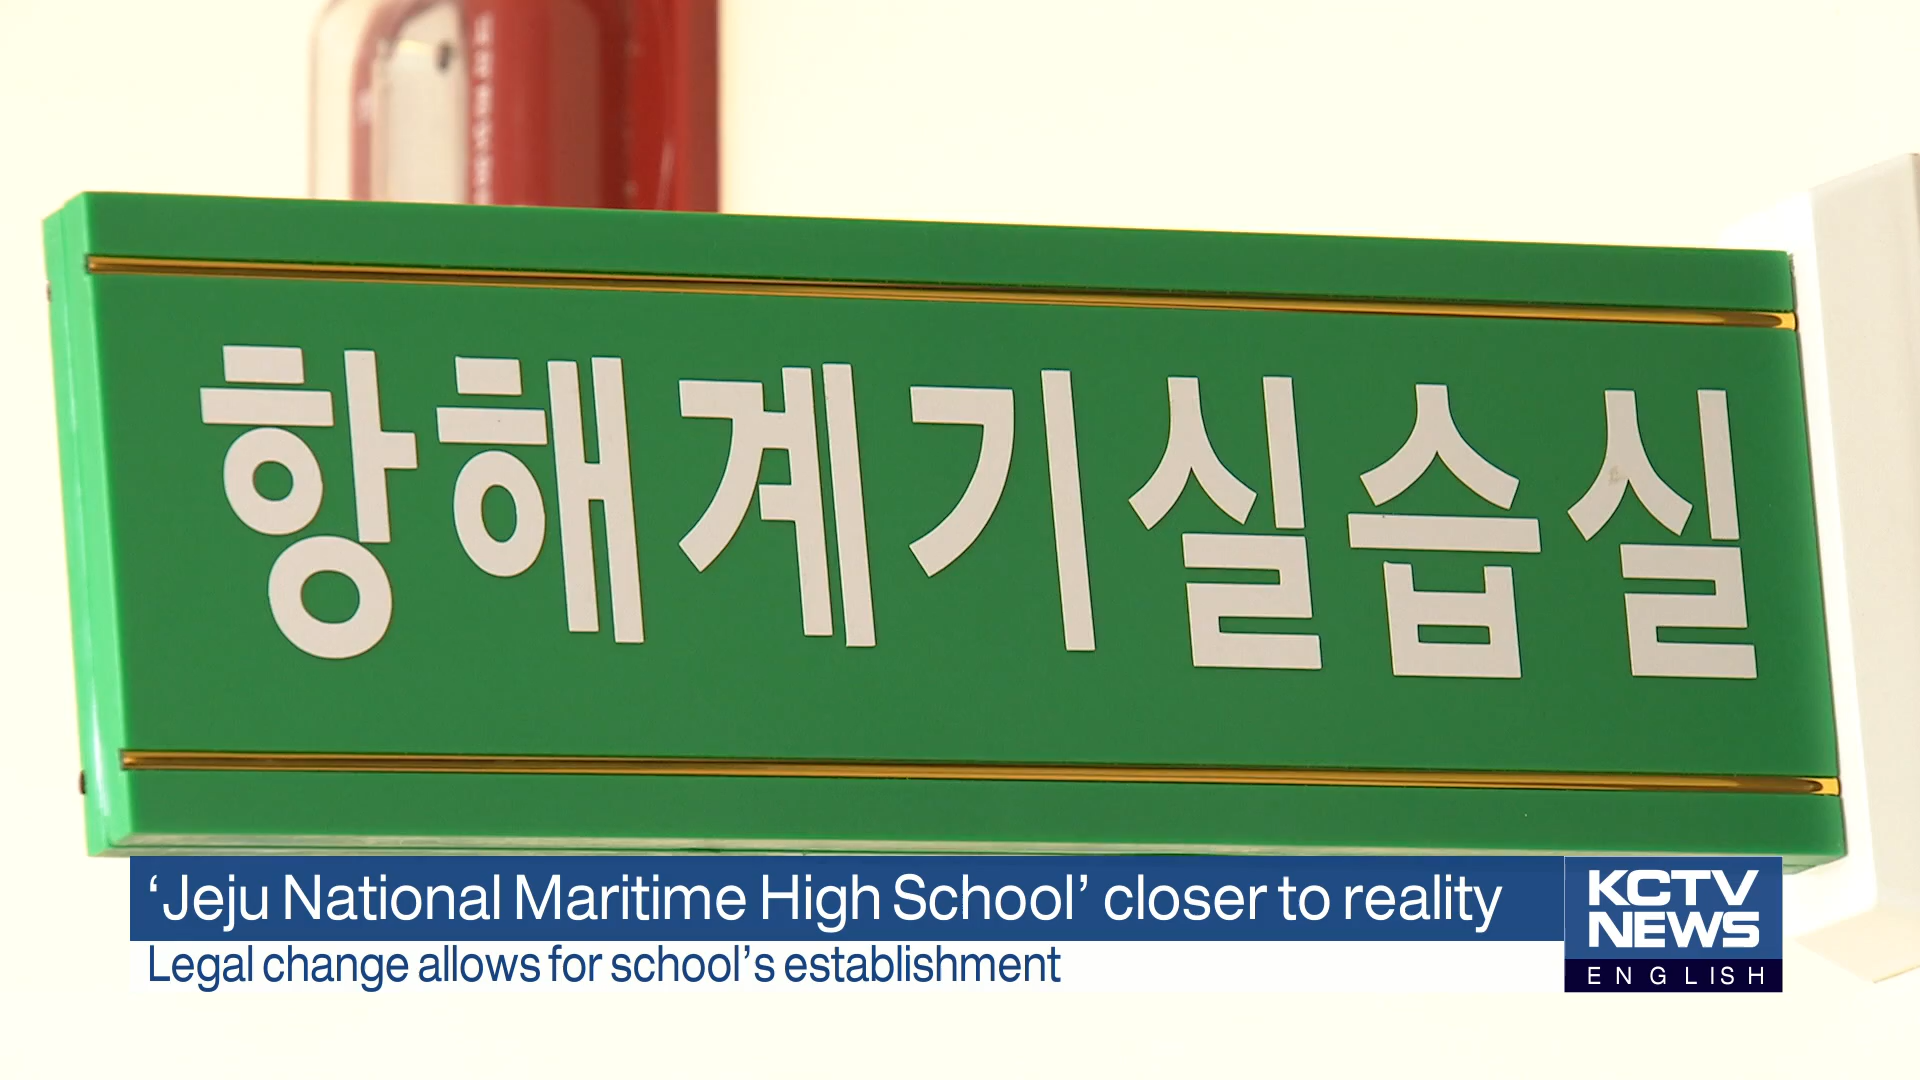 항해계기실습실
‘Jeju National Maritime High School’ closer to reality
Legal change allows for school’s establishment
KCTV
NEWS
ENGLISH